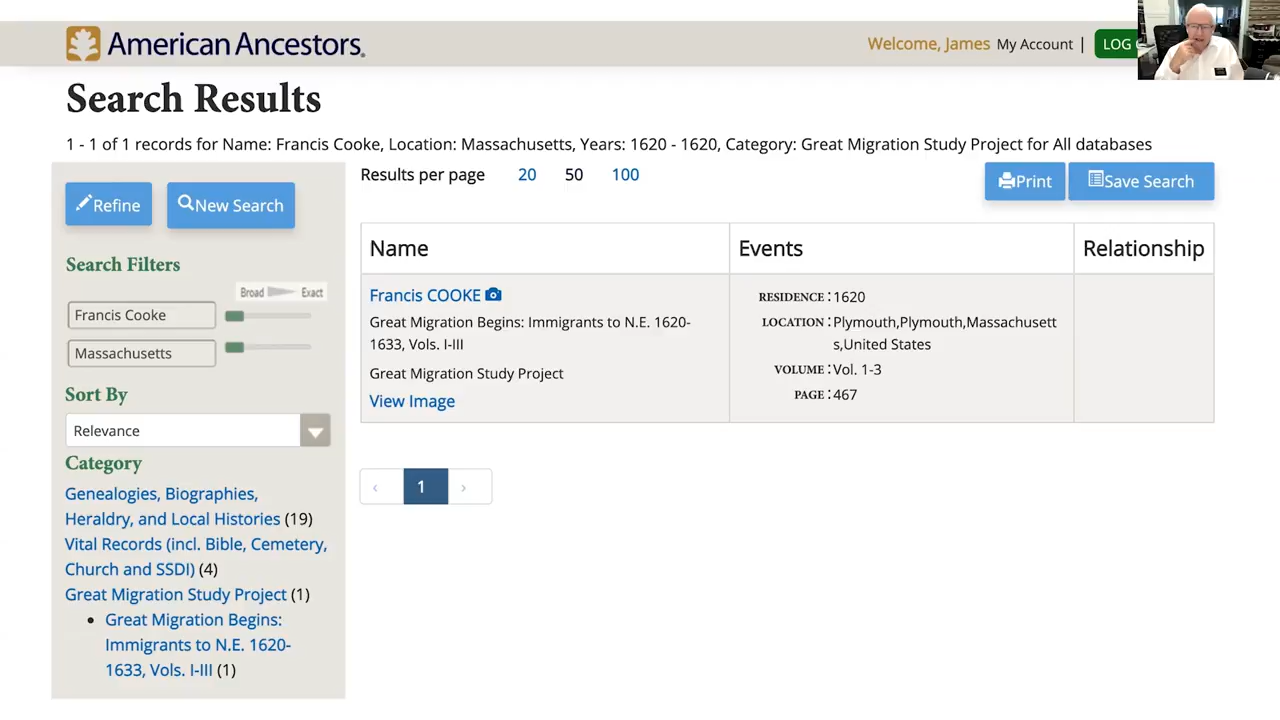 American Ancestors®
Welcome, James My Account | LOG
Search Results
1 - 1 of 1 records for Name: Francis Cooke, Location: Massachusetts, Years: 1620 - 1620, Category: Great Migration Study Project for All databases
Refine
New Search
Search Filters
Broad Exact
Francis Cooke
Massachusetts
Sort By
Relevance
Category
Genealogies, Biographies,
Heraldry, and Local Histories (19)
Vital Records (incl. Bible, Cemetery,
Church and SSDI) (4)
Great Migration Study Project (1)
• Great Migration Begins:
Immigrants to N.E. 1620-
1633, Vols. I-III (1)
Results per page 20 50 100
Print
Save Search
Name Events Relationship
Francis COOKE
Great Migration Begins: Immigrants to N.E. 1620-
1633, Vols. I-III
Great Migration Study Project
View Image
RESIDENCE : 1620
LOCATION : Plymouth,Plymouth,Massachusett
s,United States
VOLUME : Vol. 1-3
PAGE : 467
‹ 1 ›